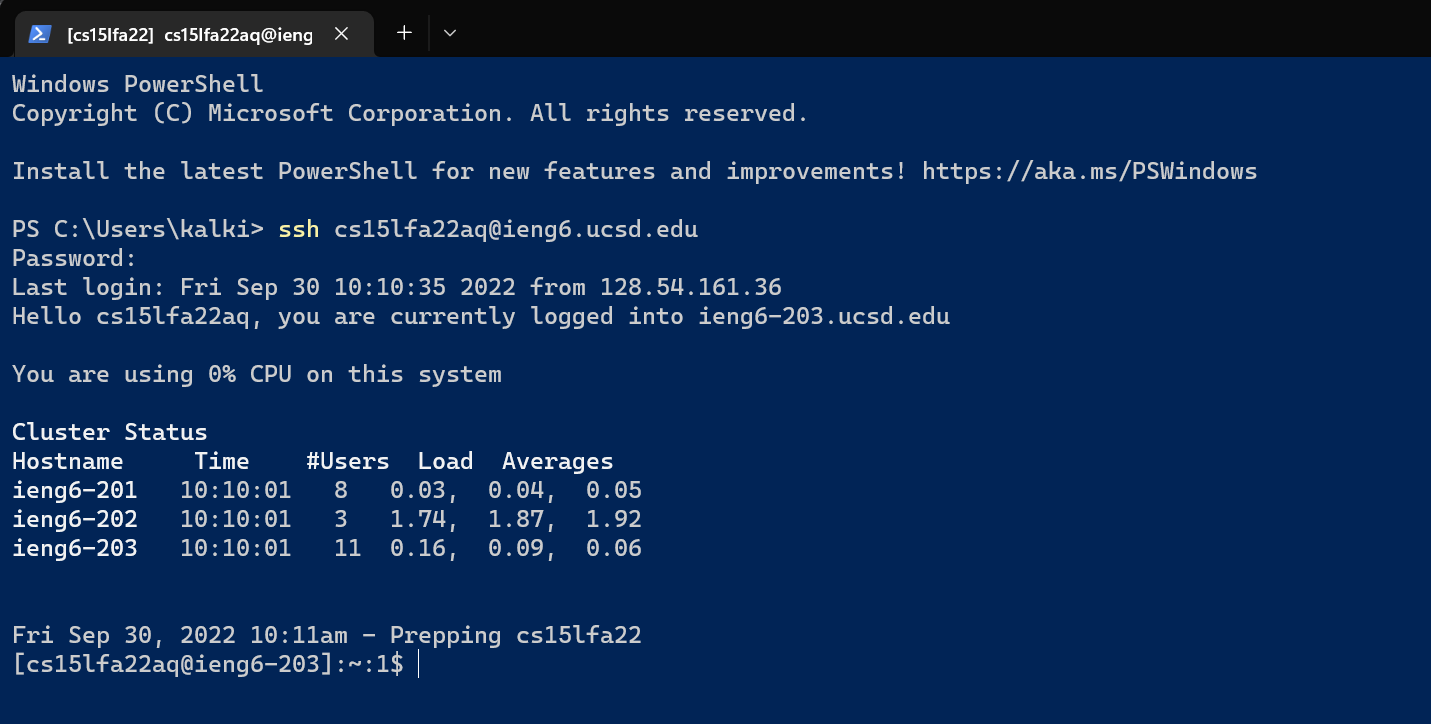 [cs15lfa22] cs15lfa22aq@ieng
Windows PowerShell
Copyright (C) Microsoft Corporation. All rights reserved.
Install the latest PowerShell for new features and improvements! https://aka.ms/PSWindows
PS C:\Users\kalki> ssh cs15lfa22aq@ieng6.ucsd.edu
Password:
Last login: Fri Sep 30 10:10:35 2022 from 128.54.161.36
Hello cs15lfa22aq, you are currently logged into ieng6-203.ucsd.edu
You are using 0% CPU on this system
Cluster Status
Hostname     Time    #Users  Load  Averages
ieng6-201   10:10:01   8   0.03,  0.04,  0.05
ieng6-202   10:10:01   3   1.74,  1.87,  1.92
ieng6-203   10:10:01   11  0.16,  0.09,  0.06
Fri Sep 30, 2022 10:11am - Prepping cs15lfa22
[cs15lfa22aq@ieng6-203]:~:1$